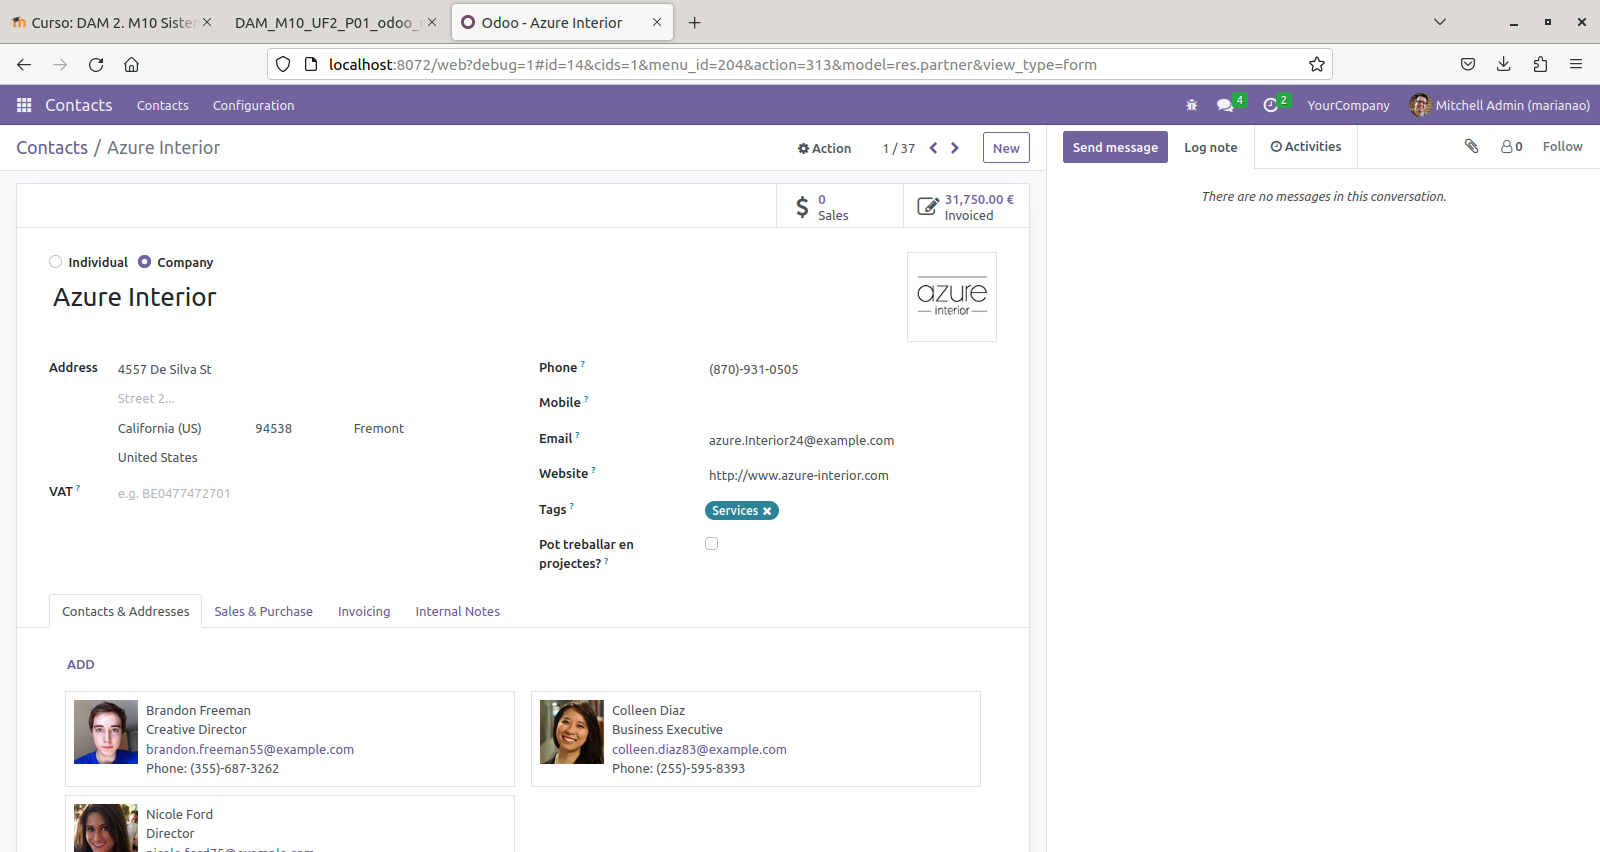 Curso: DAM 2. M10 Siste
DAM_M10_UF2_P01_odoo_
Odoo - Azure Interior
localhost:8072/web?debug=1#id=14&cids=1&menu_id=204&action=313&model=res.partner&view_type=form
Contacts Contacts Configuration 4 2 YourCompany Mitchell Admin (marianao)
Contacts / Azure Interior Action 1 / 37 New Send message Log note Activities 0 Follow
There are no messages in this conversation.
$ 0 Sales
31,750.00 € Invoiced
Individual Company
Azure Interior
azure
interior
Address 4557 De Silva St
Street 2...
California (US) 94538 Fremont
United States
VAT ? e.g. BE0477472701
Phone ? (870)-931-0505
Mobile ?
Email ? azure.Interior24@example.com
Website ? http://www.azure-interior.com
Tags ? Services ✖
Pot treballar en
projectes? ?
Contacts & Addresses Sales & Purchase Invoicing Internal Notes
ADD
Brandon Freeman
Creative Director
brandon.freeman55@example.com
Phone: (355)-687-3262
Colleen Diaz
Business Executive
colleen.diaz83@example.com
Phone: (255)-595-8393
Nicole Ford
Director
nicole.ford75@example.com